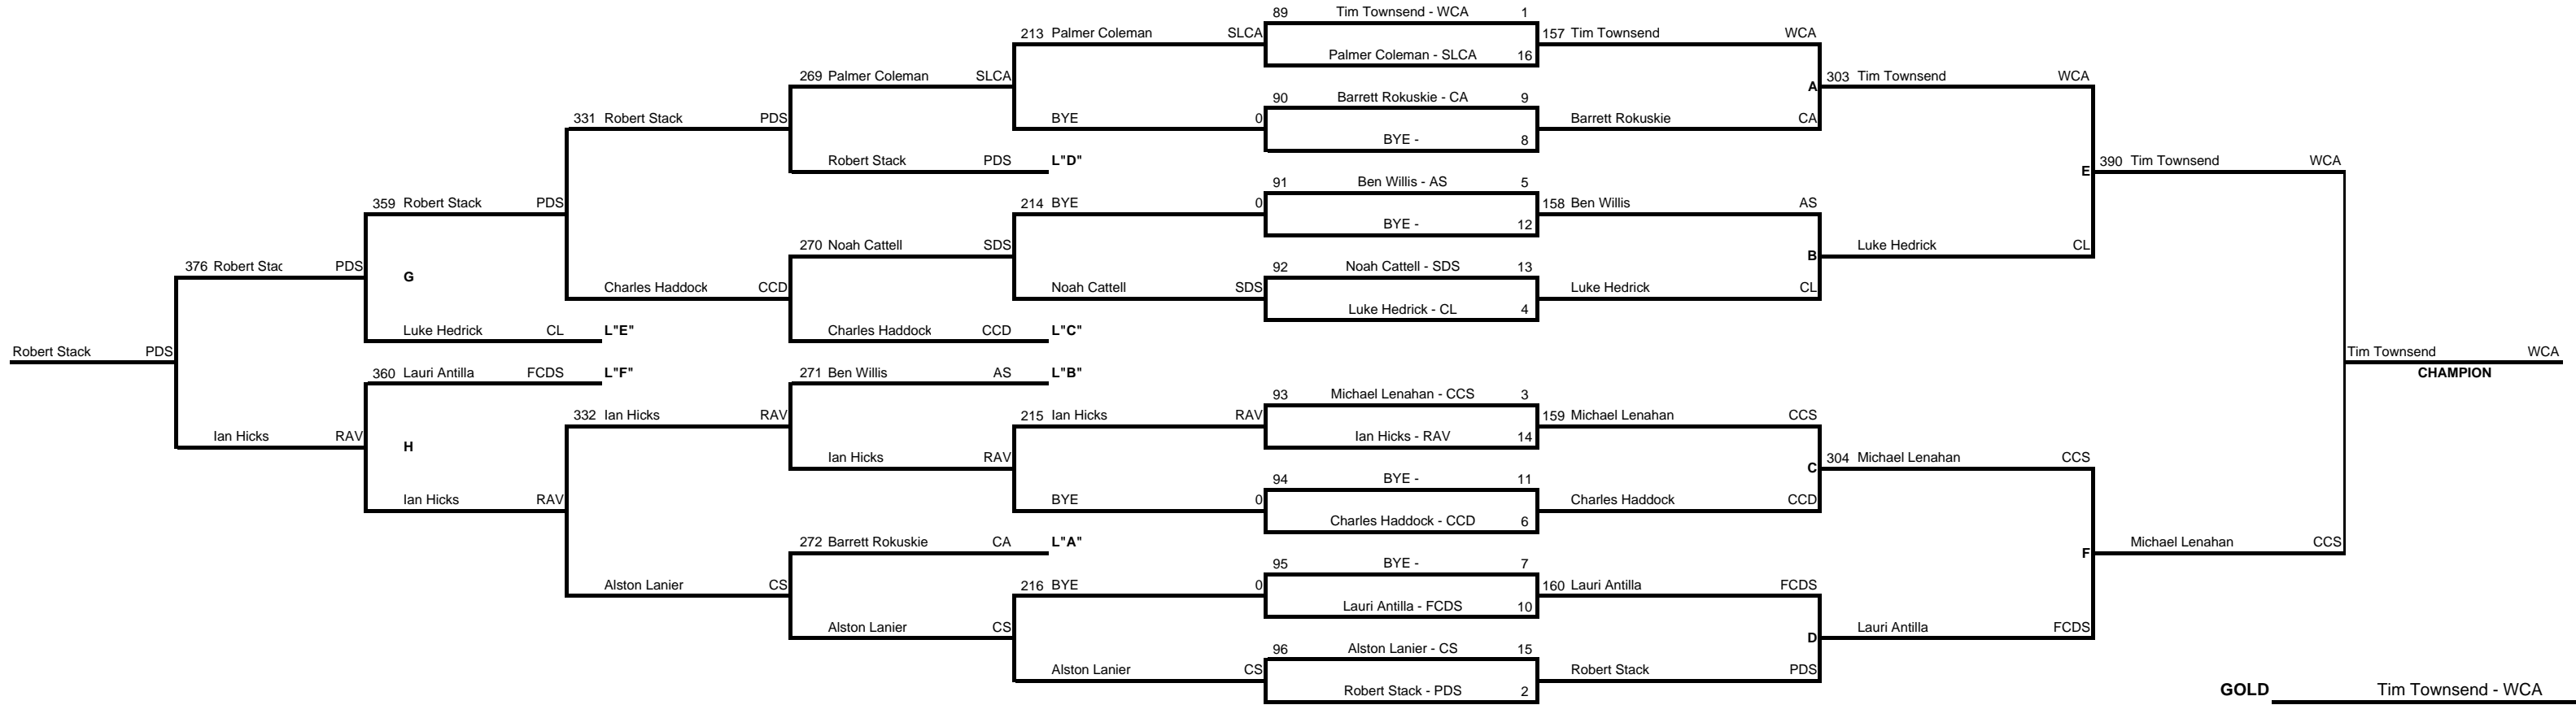 89 Tim Townsend - WCA 1
213 Palmer Coleman SLCA 157 Tim Townsend WCA
Palmer Coleman - SLCA 16
269 Palmer Coleman SLCA A 303 Tim Townsend WCA
90 Barrett Rokuskie - CA 9
331 Robert Stack PDS BYE 0 Barrett Rokuskie CA
BYE - 8
Robert Stack PDS L"D" E 390 Tim Townsend WCA
91 Ben Willis - AS 5
359 Robert Stack PDS 214 BYE 0 158 Ben Willis AS
BYE - 12
270 Noah Cattell SDS B Luke Hedrick CL
376 Robert Stac PDS G 92 Noah Cattell - SDS 13
Charles Haddock CCD Noah Cattell SDS Luke Hedrick CL
Luke Hedrick - CL 4
Luke Hedrick CL L"E" Charles Haddock CCD L"C"
Robert Stack PDS Tim Townsend WCA
360 Lauri Antilla FCDS L"F" 271 Ben Willis AS L"B" CHAMPION
93 Michael Lenahan - CCS 3
332 Ian Hicks RAV 215 Ian Hicks RAV 159 Michael Lenahan CCS
Ian Hicks RAV H Ian Hicks - RAV 14
Ian Hicks RAV C 304 Michael Lenahan CCS
94 BYE - 11
Ian Hicks RAV BYE 0 Charles Haddock CCD
Charles Haddock - CCD 6
272 Barrett Rokuskie CA L"A" F Michael Lenahan CCS
95 BYE - 7
Alston Lanier CS 216 BYE 0 160 Lauri Antilla FCDS
Lauri Antilla - FCDS 10
Alston Lanier CS D Lauri Antilla FCDS
96 Alston Lanier - CS 15
Alston Lanier CS Robert Stack PDS
Robert Stack - PDS 2
GOLD Tim Townsend - WCA